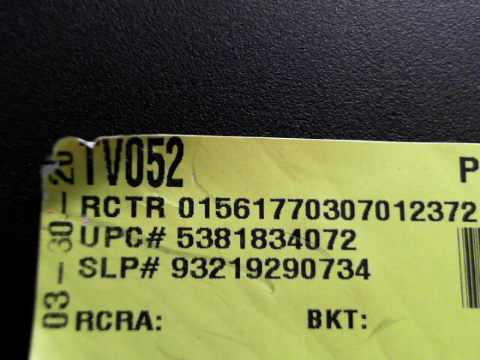 TV052
P
RCTR 01561770307012372
UPC# 5381834072
SLP# 93219290734
RCRA: BKT:
03-30-20